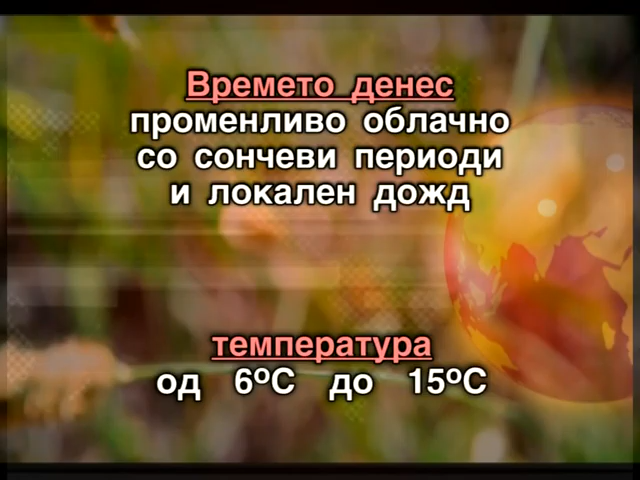 Времето денес
променливо облачно
со сончеви периоди
и локален дожд
температура
од 6ºC до 15ºC